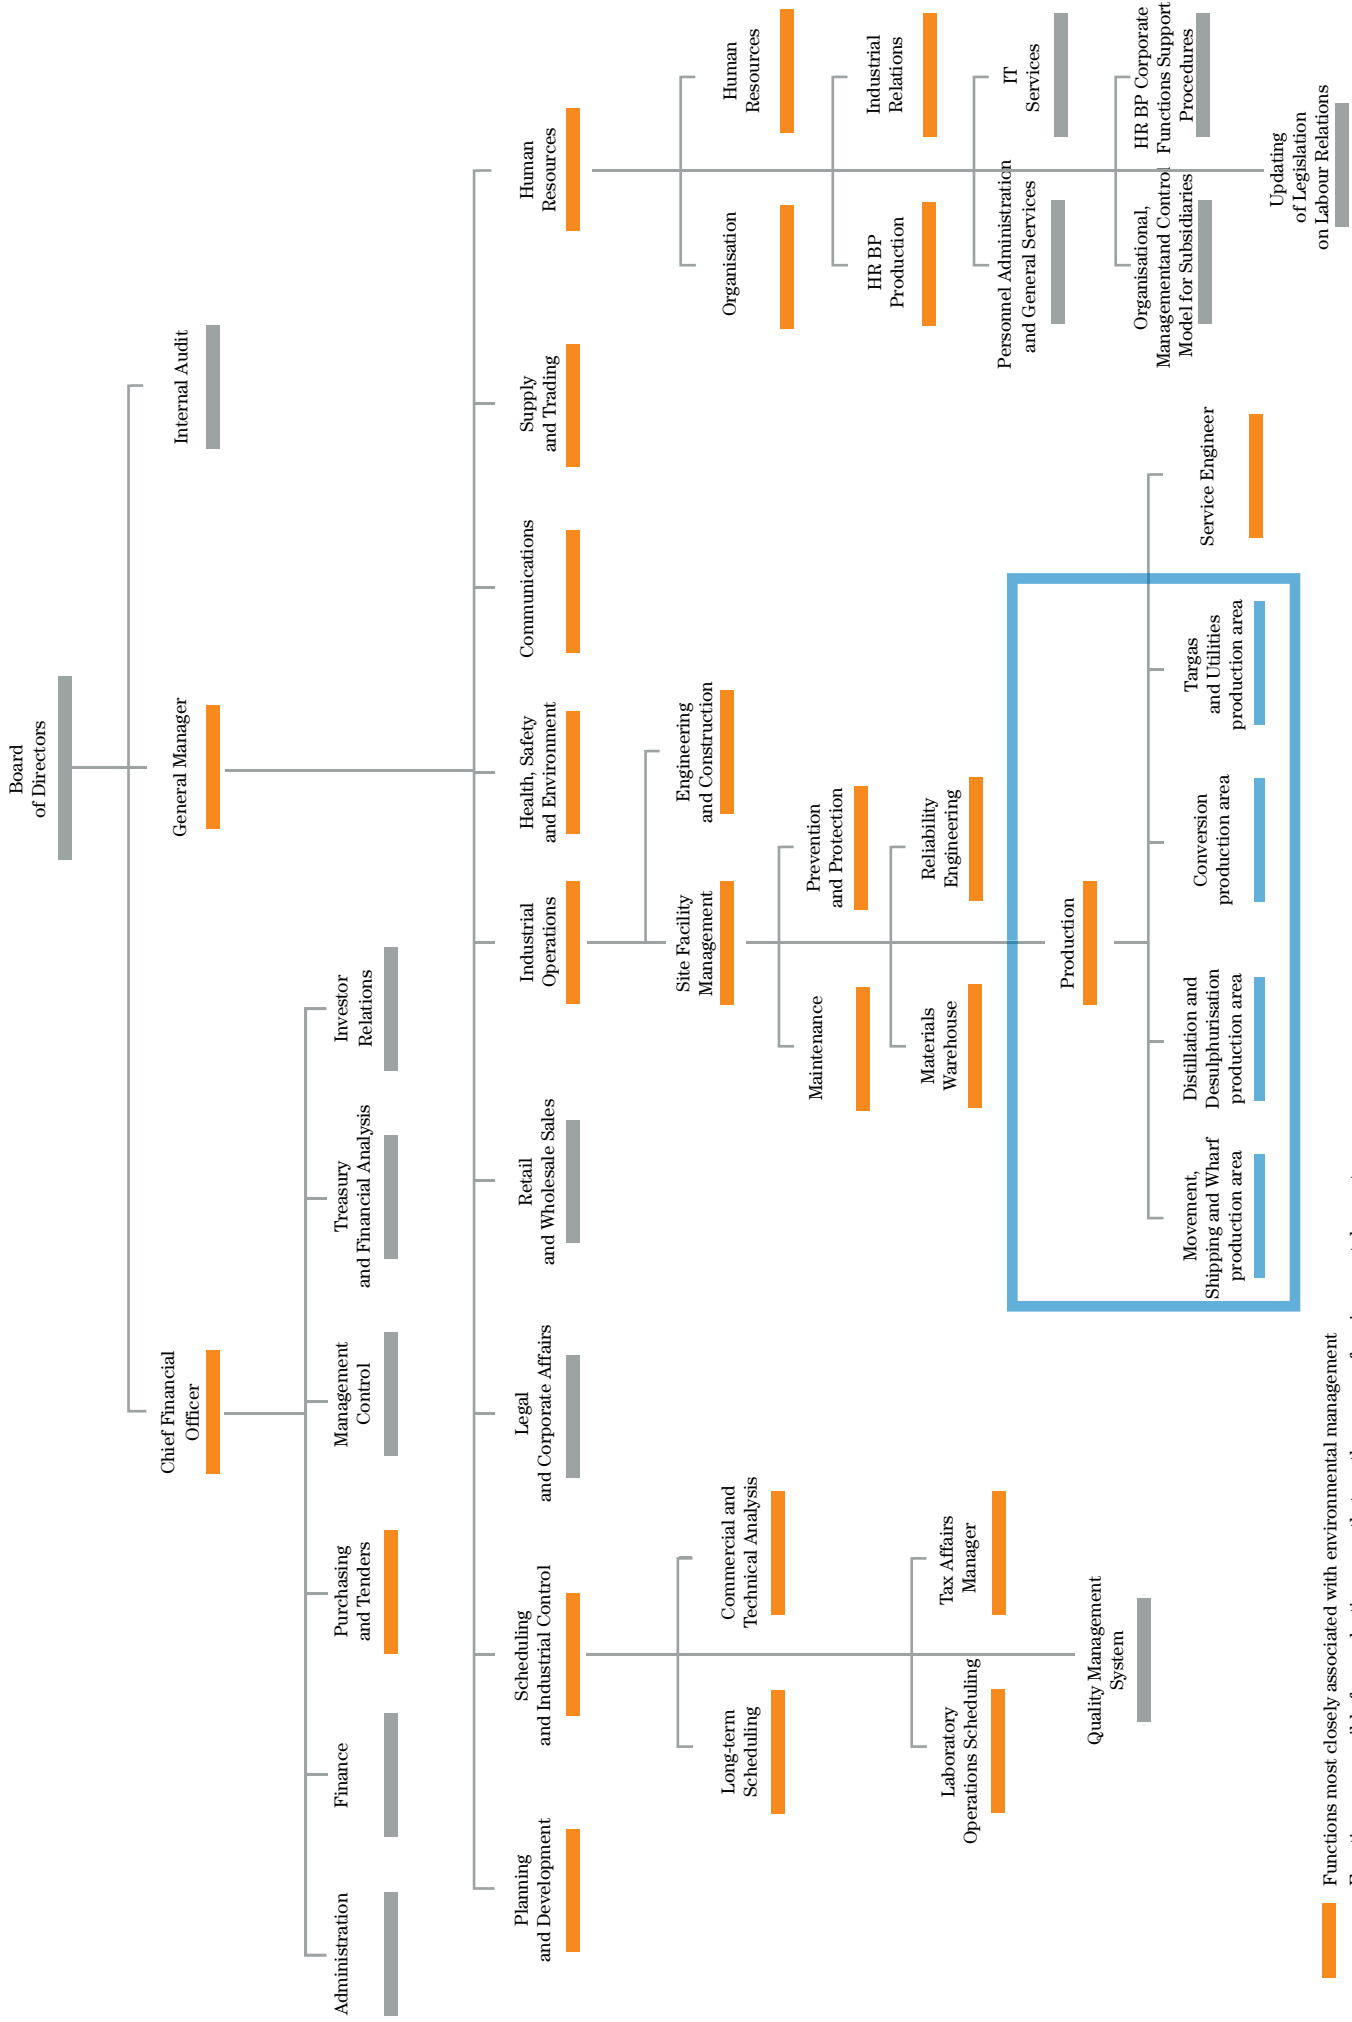 Board
of Directors
Chief Financial
Officer
General Manager
Internal Audit
Administration
Finance
Purchasing
and Tenders
Management
Control
Treasury
and Financial Analysis
Investor
Relations
Planning
and Development
Scheduling
and Industrial Control
Legal
and Corporate Affairs
Retail
and Wholesale Sales
Industrial
Operations
Health, Safety
and Environment
Communications
Supply
and Trading
Human
Resources
Long-term
Scheduling
Commercial and
Technical Analysis
Laboratory
Operations Scheduling
Tax Affairs
Manager
Quality Management
System
Site Facility
Management
Engineering
and Construction
Maintenance
Prevention
and Protection
Materials
Warehouse
Reliability
Engineering
Production
Movement,
Shipping and Wharf
production area
Distillation and
Desulphurisation
production area
Conversion
production area
Targas
and Utilities
production area
Service Engineer
Organisation
Human
Resources
HR BP
Production
Industrial
Relations
Personnel Administration
and General Services
IT
Services
Organisational,
Managementand Control
Model for Subsidiaries
HR BP Corporate
Functions Support
Procedures
Updating
of Legislation
on Labour Relations
Functions most closely associated with environmental management